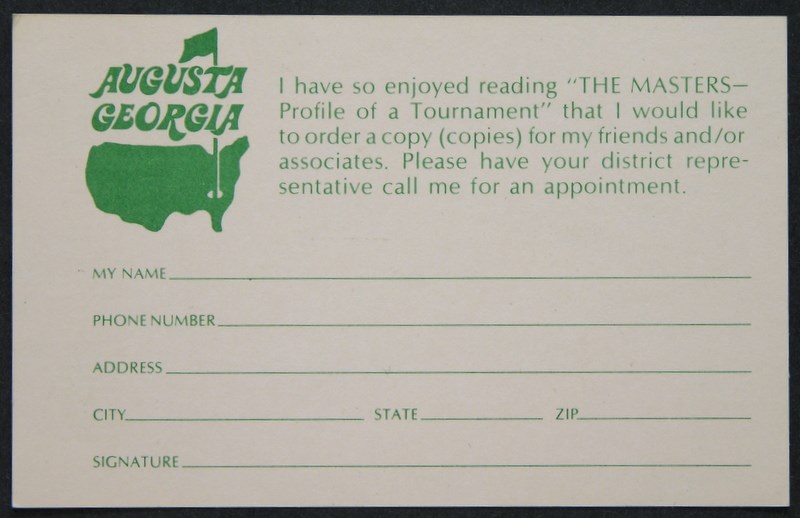 AUGUSTA
GEORGIA
I have so enjoyed reading "THE MASTERS—
Profile of a Tournament" that I would like
to order a copy (copies) for my friends and/or
associates. Please have your district repre-
sentative call me for an appointment.
MY NAME
PHONE NUMBER
ADDRESS
CITY STATE ZIP
SIGNATURE